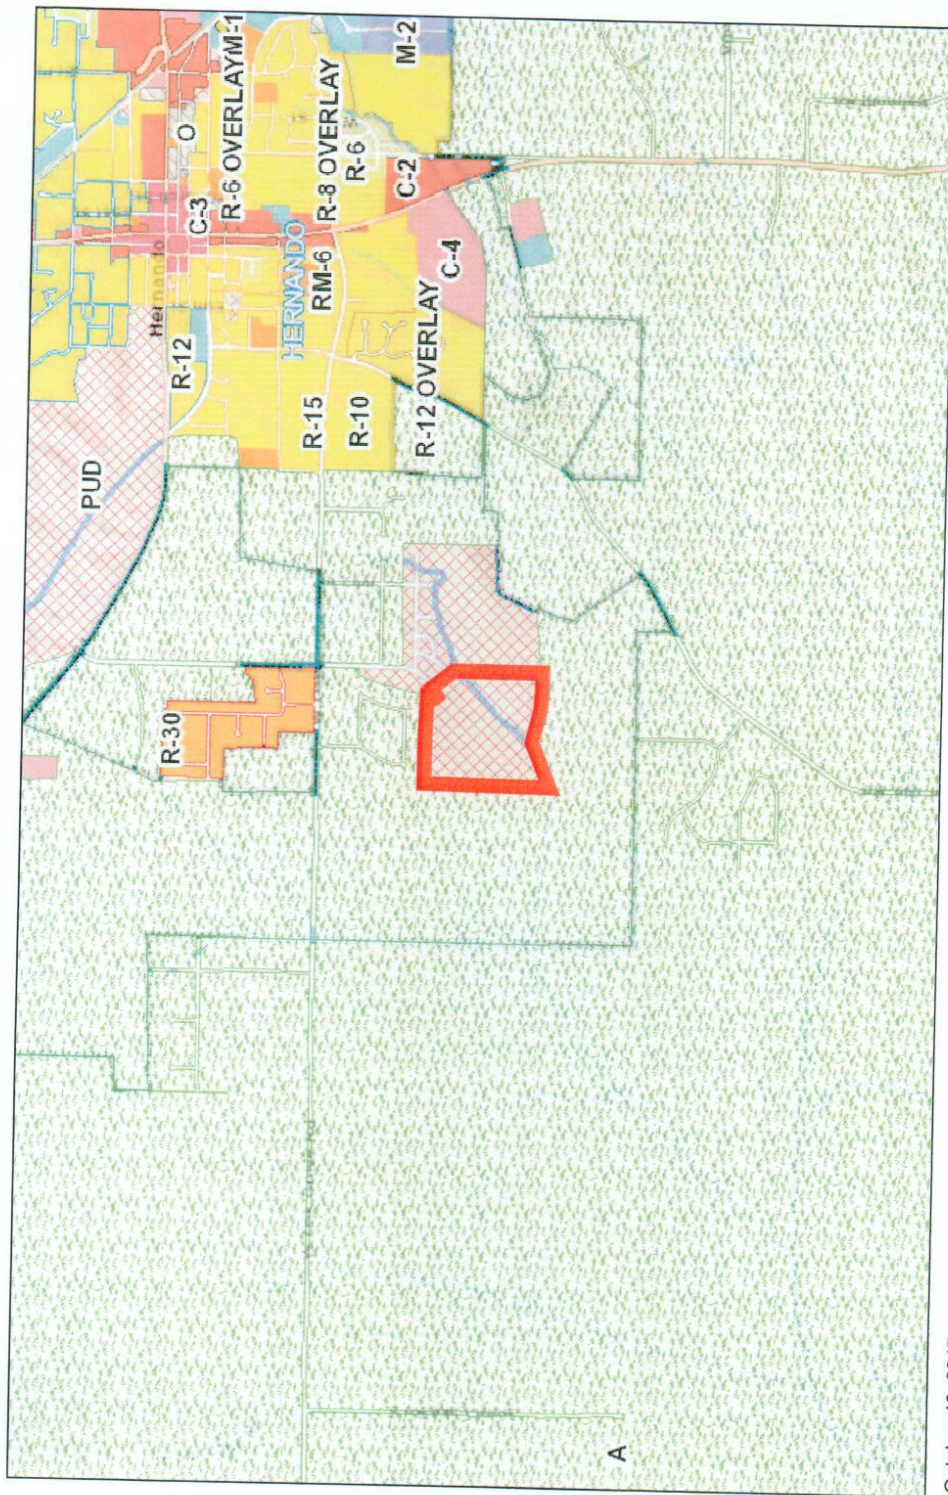 M-1
M-2
R-6 OVERLAY
O
R-8 OVERLAY
R-6
C-2
C-3
Hernando
HERNANDO
RM-6
C-4
R-12
R-15
R-10
R-12 OVERLAY
PUD
R-30
A